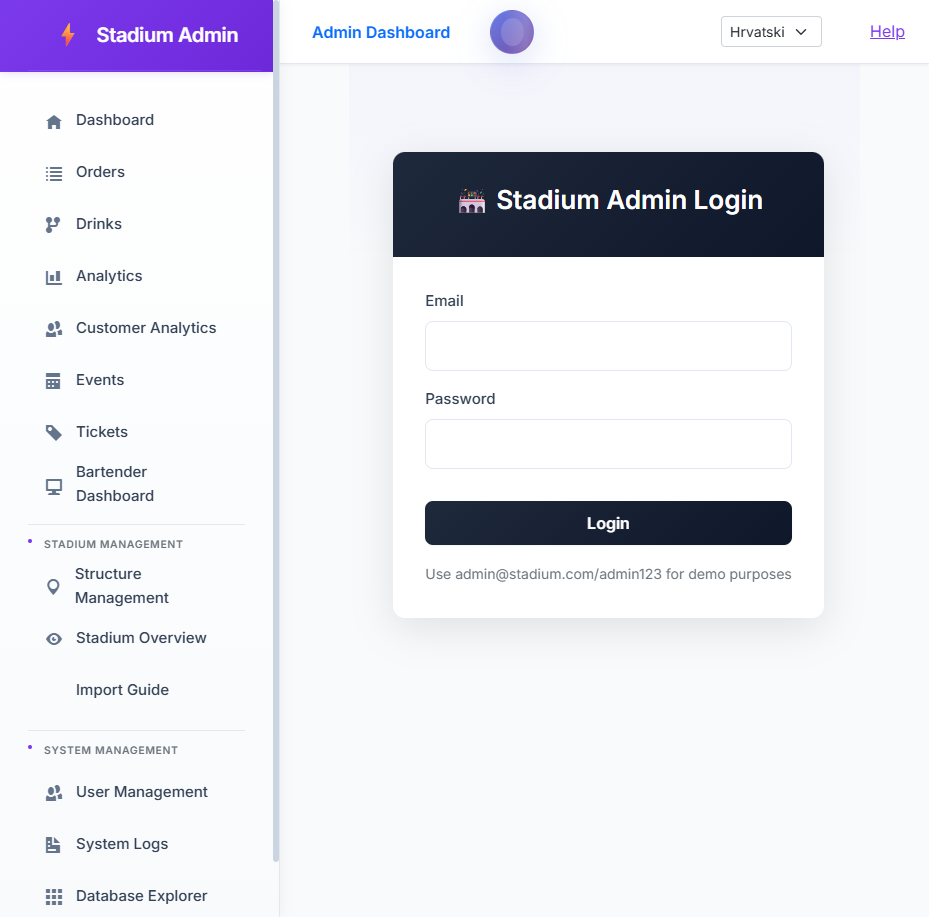 Stadium Admin
Admin Dashboard
Hrvatski
Help
Dashboard
Orders
Drinks
Analytics
Customer Analytics
Events
Tickets
Bartender
Dashboard
STADIUM MANAGEMENT
Structure
Management
Stadium Overview
Import Guide
SYSTEM MANAGEMENT
User Management
System Logs
Database Explorer
Stadium Admin Login
Email
Password
Login
Use admin@stadium.com/admin123 for demo purposes